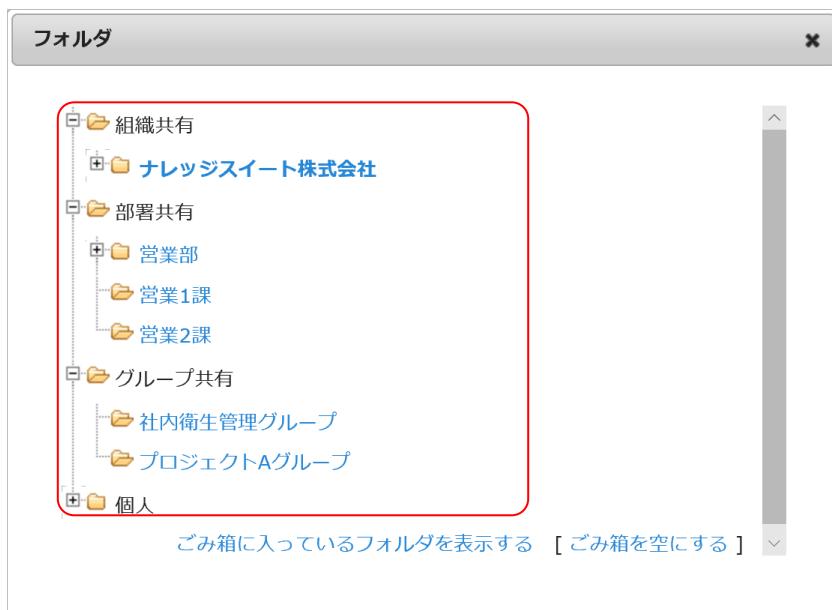 フォルダ
組織共有
ナレッジスイート株式会社
部署共有
営業部
営業1課
営業2課
グループ共有
社内衛生管理グループ
プロジェクトAグループ
個人
ごみ箱に入っているフォルダを表示する [ ごみ箱を空にする ]